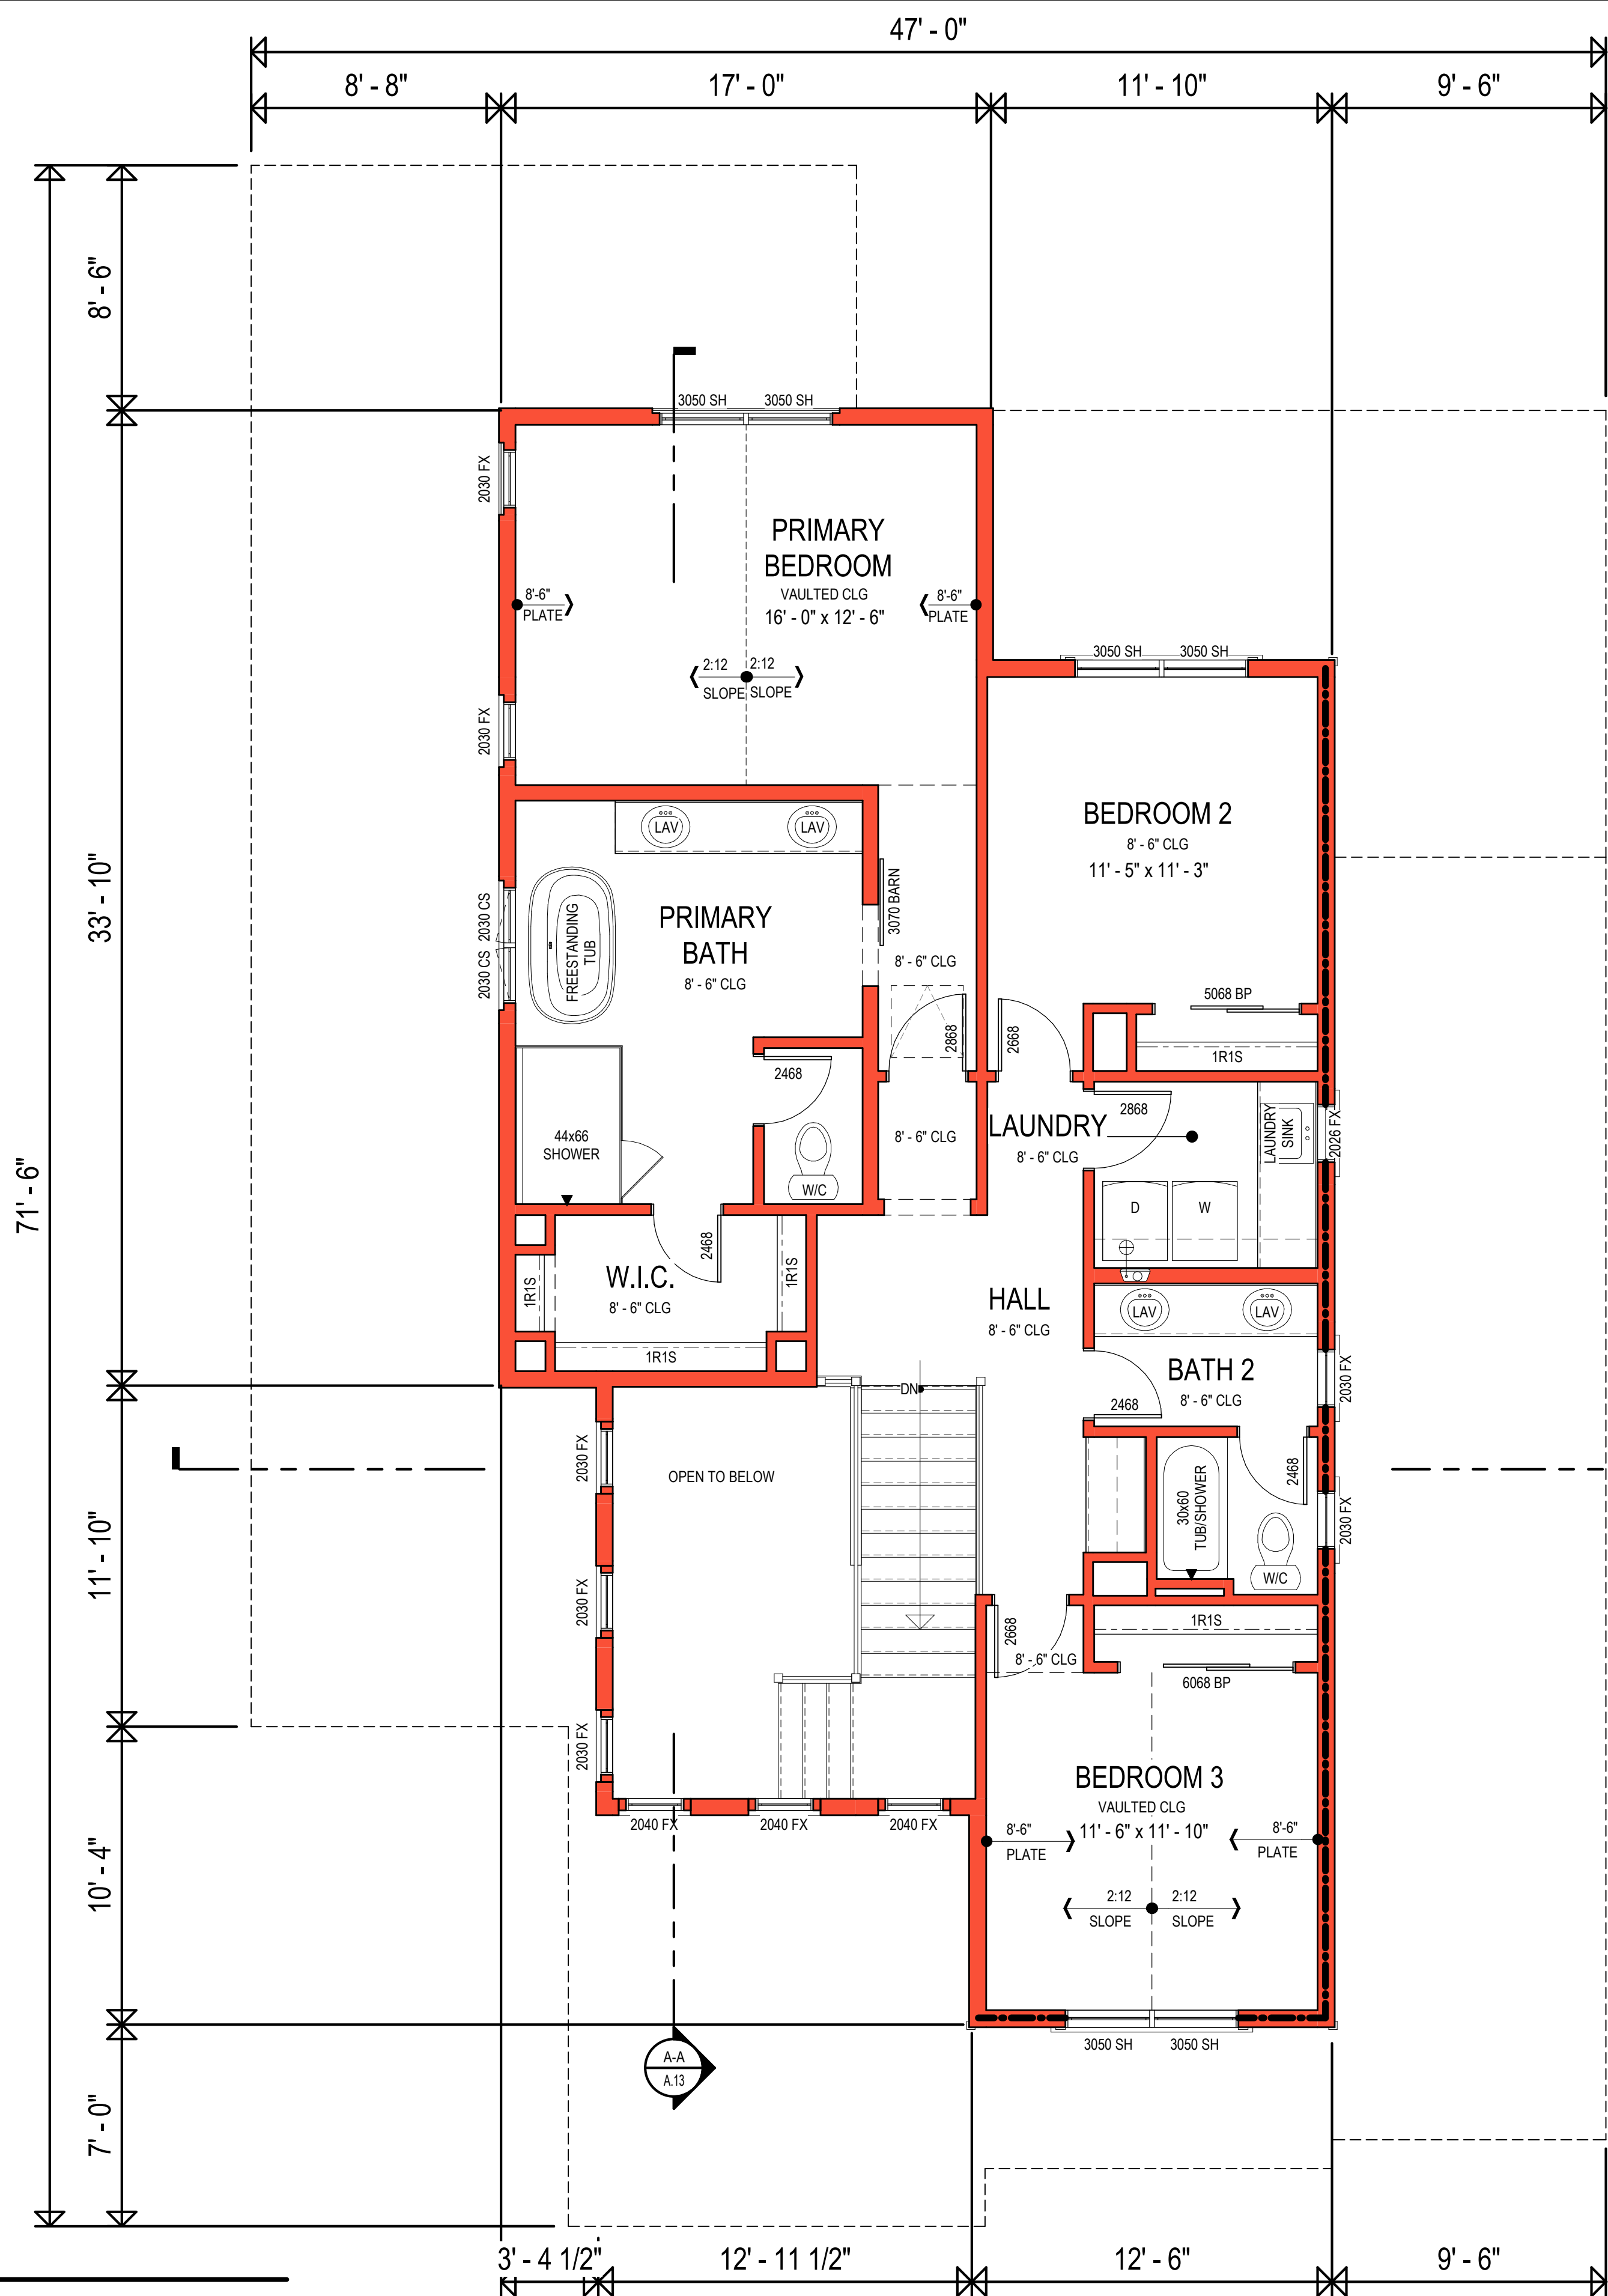 47' - 0"
8' - 8"
17' - 0"
11' - 10"
9' - 6"
71' - 6"
8' - 6"
33' - 10"
11' - 10"
10' - 4"
7' - 0"
3050 SH
3050 SH
2030 FX
2030 FX
PRIMARY
BEDROOM
VAULTED CLG
16' - 0" x 12' - 6"
8'-6"
PLATE
8'-6"
PLATE
2:12
SLOPE
2:12
SLOPE
3050 SH
3050 SH
BEDROOM 2
8' - 6" CLG
11' - 5" x 11' - 3"
5068 BP
1R1S
LAV
LAV
2030 CS
2030 CS
FREESTANDING
TUB
PRIMARY
BATH
8' - 6" CLG
3070 BARN
8' - 6" CLG
2868
2668
2468
44x66
SHOWER
W/C
8' - 6" CLG
LAUNDRY
8' - 6" CLG
2868
LAUNDRY
SINK
2026 FX
D
W
2468
W.I.C.
8' - 6" CLG
1R1S
1R1S
1R1S
HALL
8' - 6" CLG
LAV
LAV
BATH 2
8' - 6" CLG
2468
2030 FX
DN
OPEN TO BELOW
2030 FX
2030 FX
2030 FX
30x60
TUB/SHOWER
2468
2030 FX
W/C
2668
8' - 6" CLG
1R1S
6068 BP
BEDROOM 3
VAULTED CLG
11' - 6" x 11' - 10"
8'-6"
PLATE
8'-6"
PLATE
2:12
SLOPE
2:12
SLOPE
2040 FX
2040 FX
2040 FX
3050 SH
3050 SH
A-A
A.13
3' - 4 1/2"
12' - 11 1/2"
12' - 6"
9' - 6"